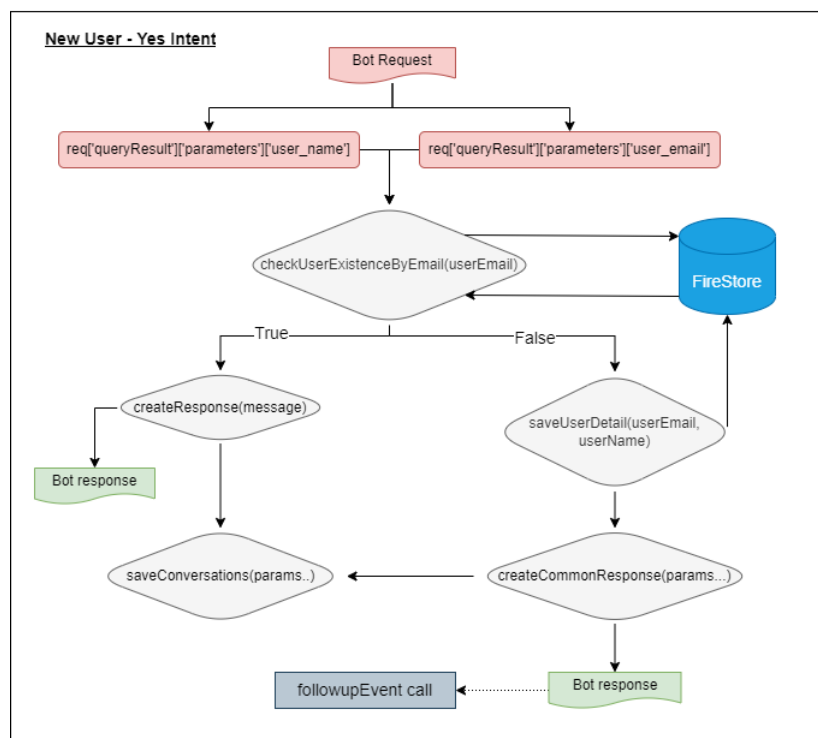 New User - Yes Intent
Bot Request
req['queryResult']['parameters']['user_name']
req['queryResult']['parameters']['user_email']
checkUserExistenceByEmail(userEmail)
FireStore
True
False
createResponse(message)
saveUserDetail(userEmail,
userName)
Bot response
saveConversations(params..)
createCommonResponse(params...)
followupEvent call
Bot response